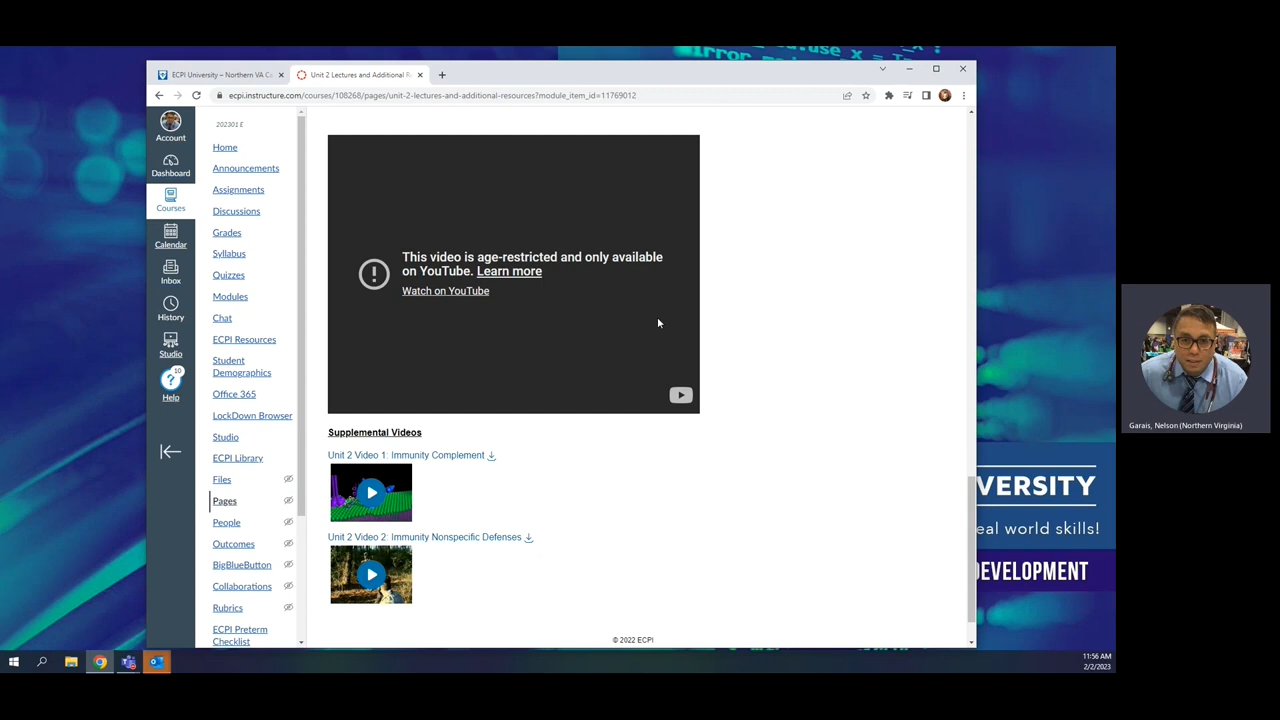 Error
ECPI University – Northern VA Ca
Unit 2 Lectures and Additional R
ecpi.instructure.com/courses/108268/pages/unit-2-lectures-and-additional-resources?module_item_id=11769012
Account
Dashboard
Courses
Calendar
Inbox
History
Studio
10
Help
202301 E
Home
Announcements
Assignments
Discussions
Grades
Syllabus
Quizzes
Modules
Chat
ECPI Resources
Student
Demographics
Office 365
LockDown Browser
Studio
ECPI Library
Files
Pages
People
Outcomes
BigBlueButton
Collaborations
Rubrics
ECPI Preterm
Checklist
This video is age-restricted and only available
on YouTube. Learn more
Watch on YouTube
Supplemental Videos
Unit 2 Video 1: Immunity Complement
Unit 2 Video 2: Immunity Nonspecific Defenses
© 2022 ECPI
VERSITY
eal world skills!
DEVELOPMENT
Garais, Nelson (Northern Virginia)
11:56 AM
2/2/2023